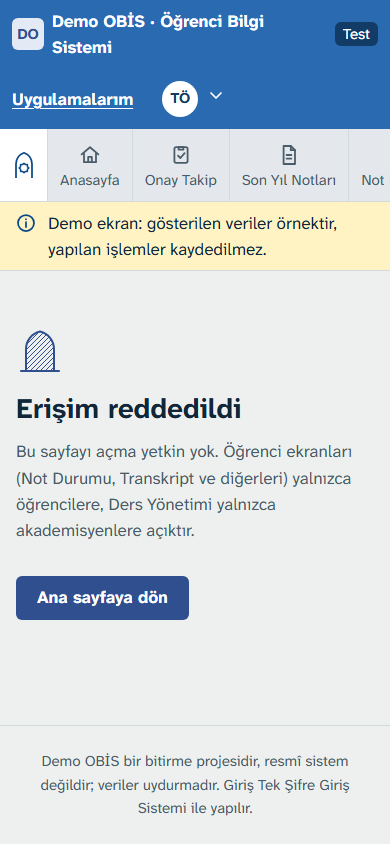 DO
Demo OBİS · Öğrenci Bilgi
Sistemi
Test
Uygulamalarım
TÖ
Anasayfa
Onay Takip
Son Yıl Notları
Not
Demo ekran: gösterilen veriler örnektir,
yapılan işlemler kaydedilmez.
Erişim reddedildi
Bu sayfayı açma yetkin yok. Öğrenci ekranları
(Not Durumu, Transkript ve diğerleri) yalnızca
öğrencilere, Ders Yönetimi yalnızca
akademisyenlere açıktır.
Ana sayfaya dön
Demo OBİS bir bitirme projesidir, resmî sistem
değildir; veriler uydurmadır. Giriş Tek Şifre Giriş
Sistemi ile yapılır.